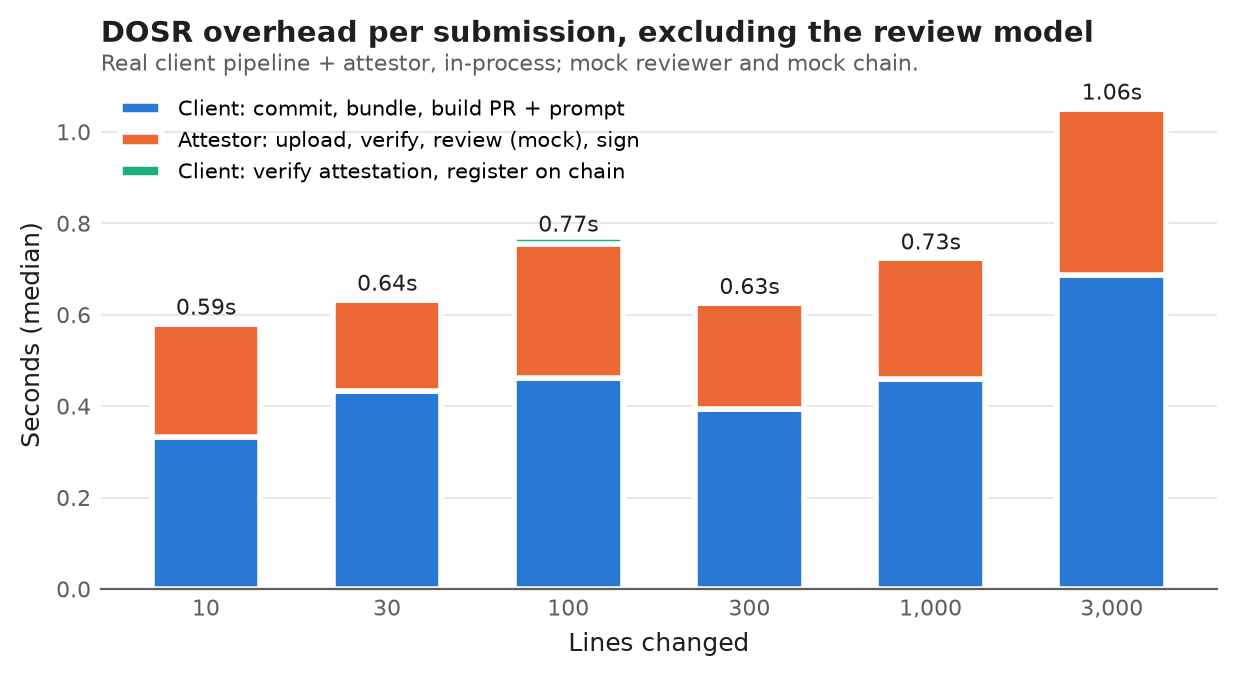 DOSR overhead per submission, excluding the review model
Real client pipeline + attestor, in-process; mock reviewer and mock chain.
Client: commit, bundle, build PR + prompt
Attestor: upload, verify, review (mock), sign
Client: verify attestation, register on chain
Seconds (median)
1.0
0.8
0.6
0.4
0.2
0.0
0.59s
0.64s
0.77s
0.63s
0.73s
1.06s
10
30
100
300
1,000
3,000
Lines changed